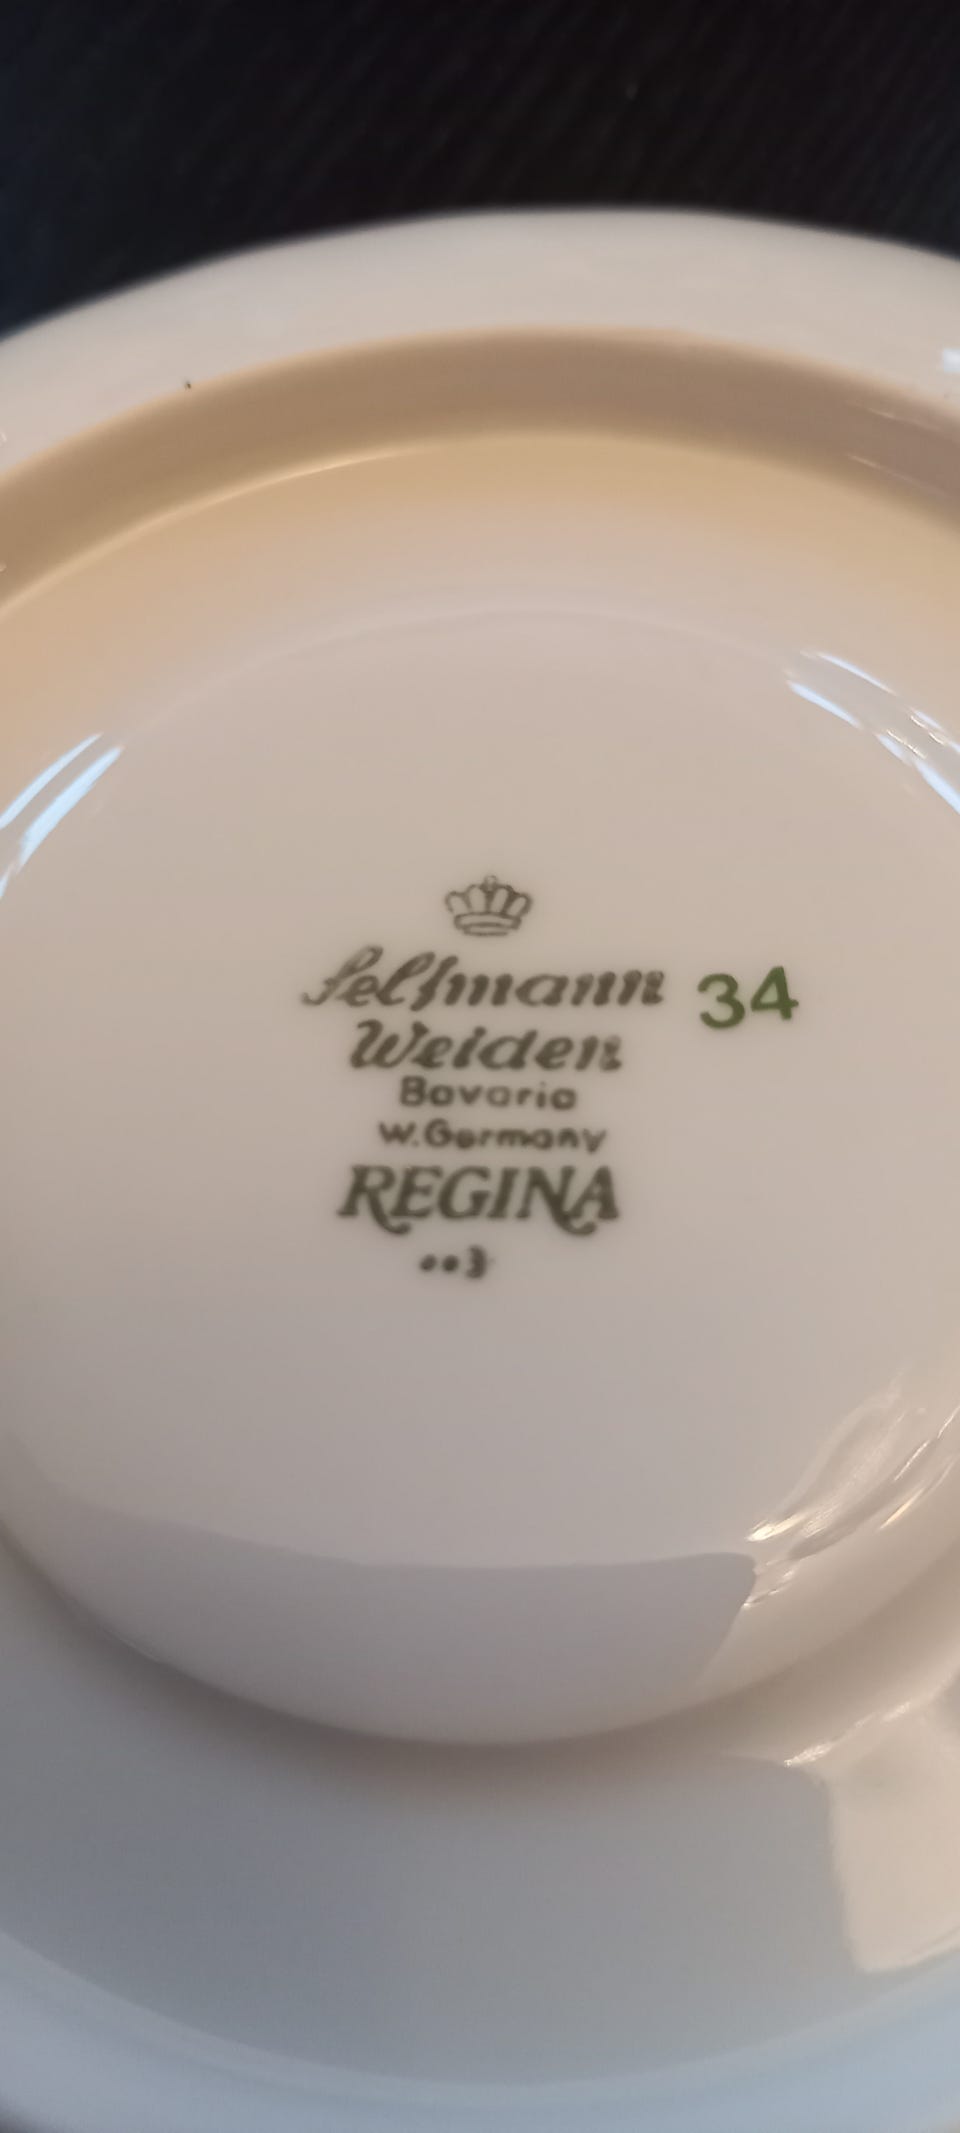 Seltmann 34
Weiden
Bavaria
W.Germany
REGINA